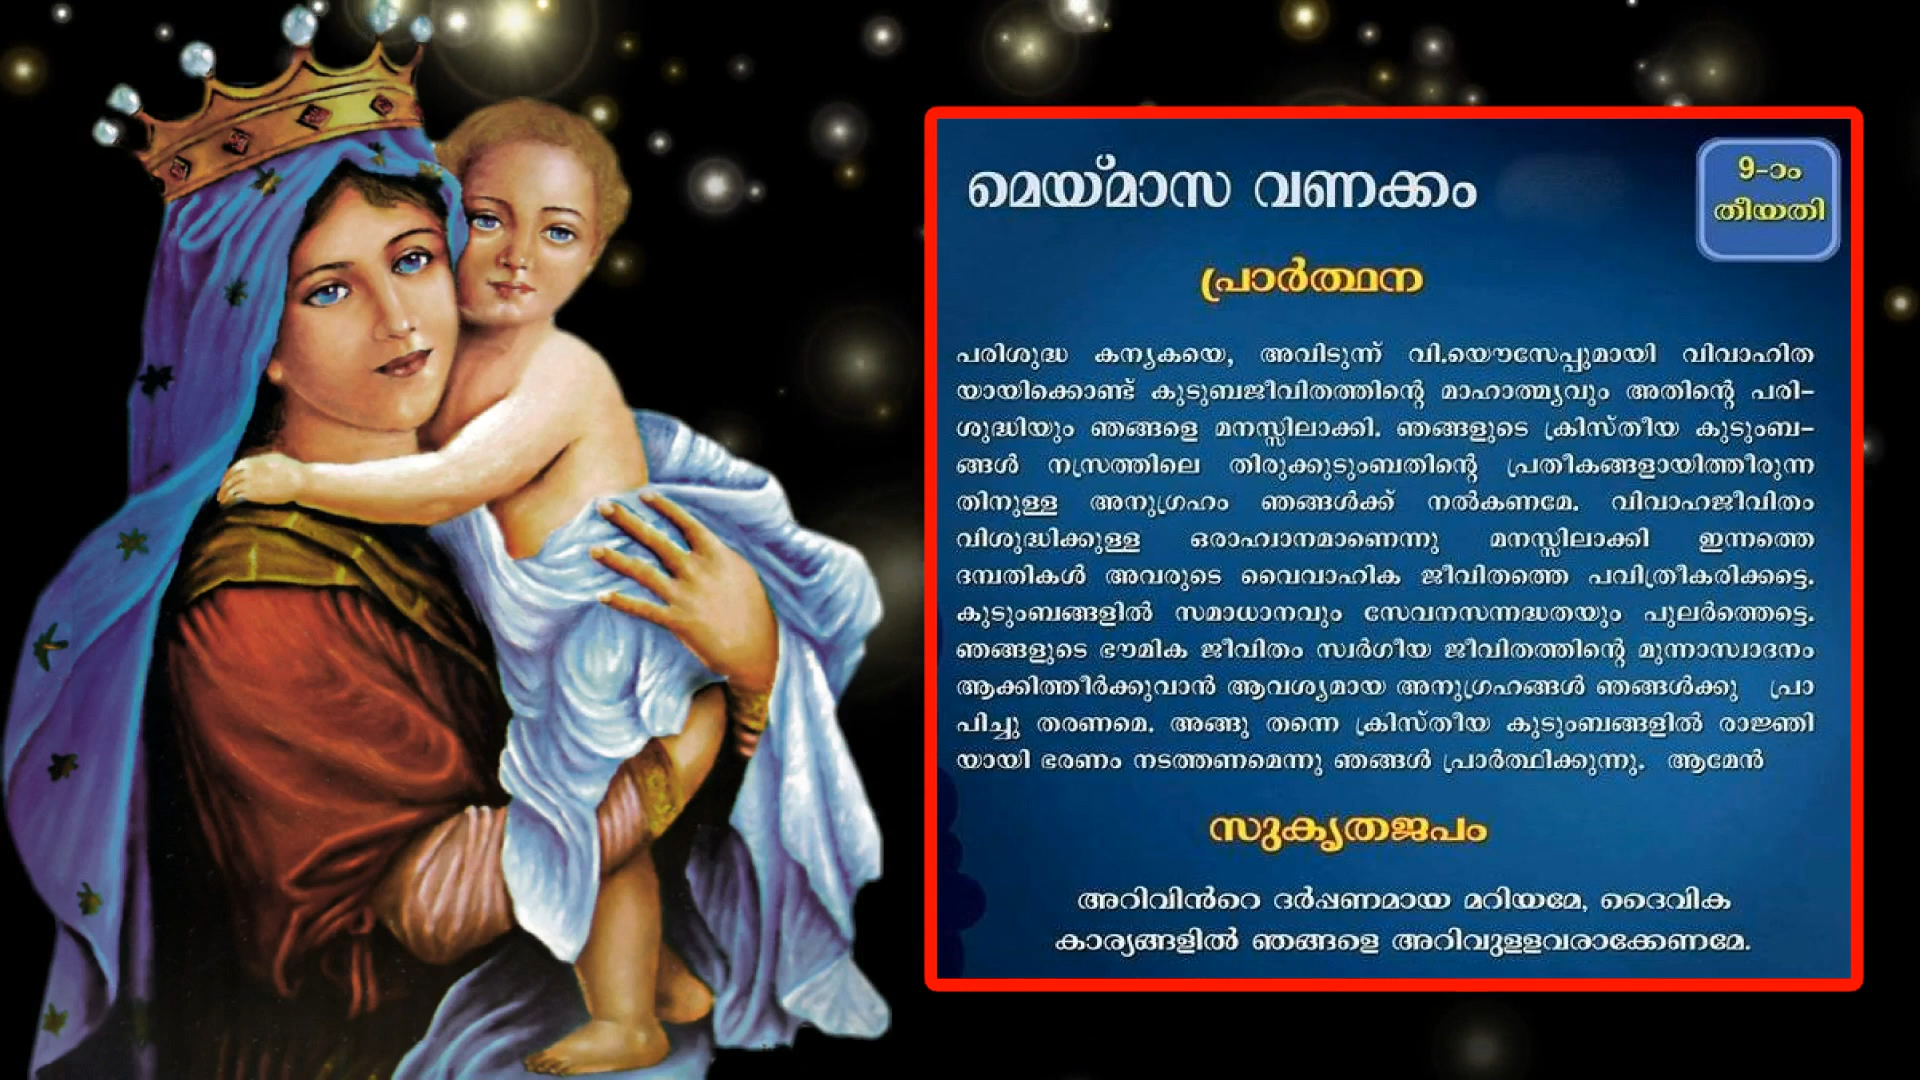 മെയ്മാസ വണക്കം
9-ാം
തീയതി
പ്രാർത്ഥന
പരിശുദ്ധ കന്യകയെ, അവിടുന്ന് വി.യൌസേപ്പുമായി വിവാഹിത
യായിക്കൊണ്ട് കുടുബജീവിതത്തിന്റെ മാഹാത്മ്യവും അതിന്റെ പരി-
ശുദ്ധിയും ഞങ്ങളെ മനസ്സിലാക്കി. ഞങ്ങളുടെ ക്രിസ്തീയ കുടുംബ-
ങ്ങൾ നസ്രത്തിലെ തിരുക്കുടുംബതിന്റെ പ്രതീകങ്ങളായിത്തീരുന്ന
തിനുള്ള അനുഗ്രഹം ഞങ്ങൾക്ക് നൽകണമേ. വിവാഹജീവിതം
വിശുദ്ധിക്കുള്ള ഒരാഹ്വാനമാണെന്നു മനസ്സിലാക്കി ഇന്നത്തെ
ദമ്പതികൾ അവരുടെ വൈവാഹിക ജീവിതത്തെ പവിത്രീകരിക്കട്ടെ.
കുടുംബങ്ങളിൽ സമാധാനവും സേവനസന്നദ്ധതയും പുലർത്തെട്ടെ.
ഞങ്ങളുടെ ഭൗമിക ജീവിതം സ്വർഗീയ ജീവിതത്തിന്റെ മുന്നാസ്വാദനം
ആക്കിത്തീർക്കുവാൻ ആവശ്യമായ അനുഗ്രഹങ്ങൾ ഞങ്ങൾക്കു പ്രാ
പിച്ചു തരണമെ. അങ്ങു തന്നെ ക്രിസ്തീയ കുടുംബങ്ങളിൽ രാജ്ഞി
യായി ഭരണം നടത്തണമെന്നു ഞങ്ങൾ പ്രാർത്ഥിക്കുന്നു. ആമേൻ
സുകൃതജപം
അറിവിൻറെ ദർപ്പണമായ മറിയമേ, ദൈവിക
കാര്യങ്ങളിൽ ഞങ്ങളെ അറിവുള്ളവരാക്കേണമേ.